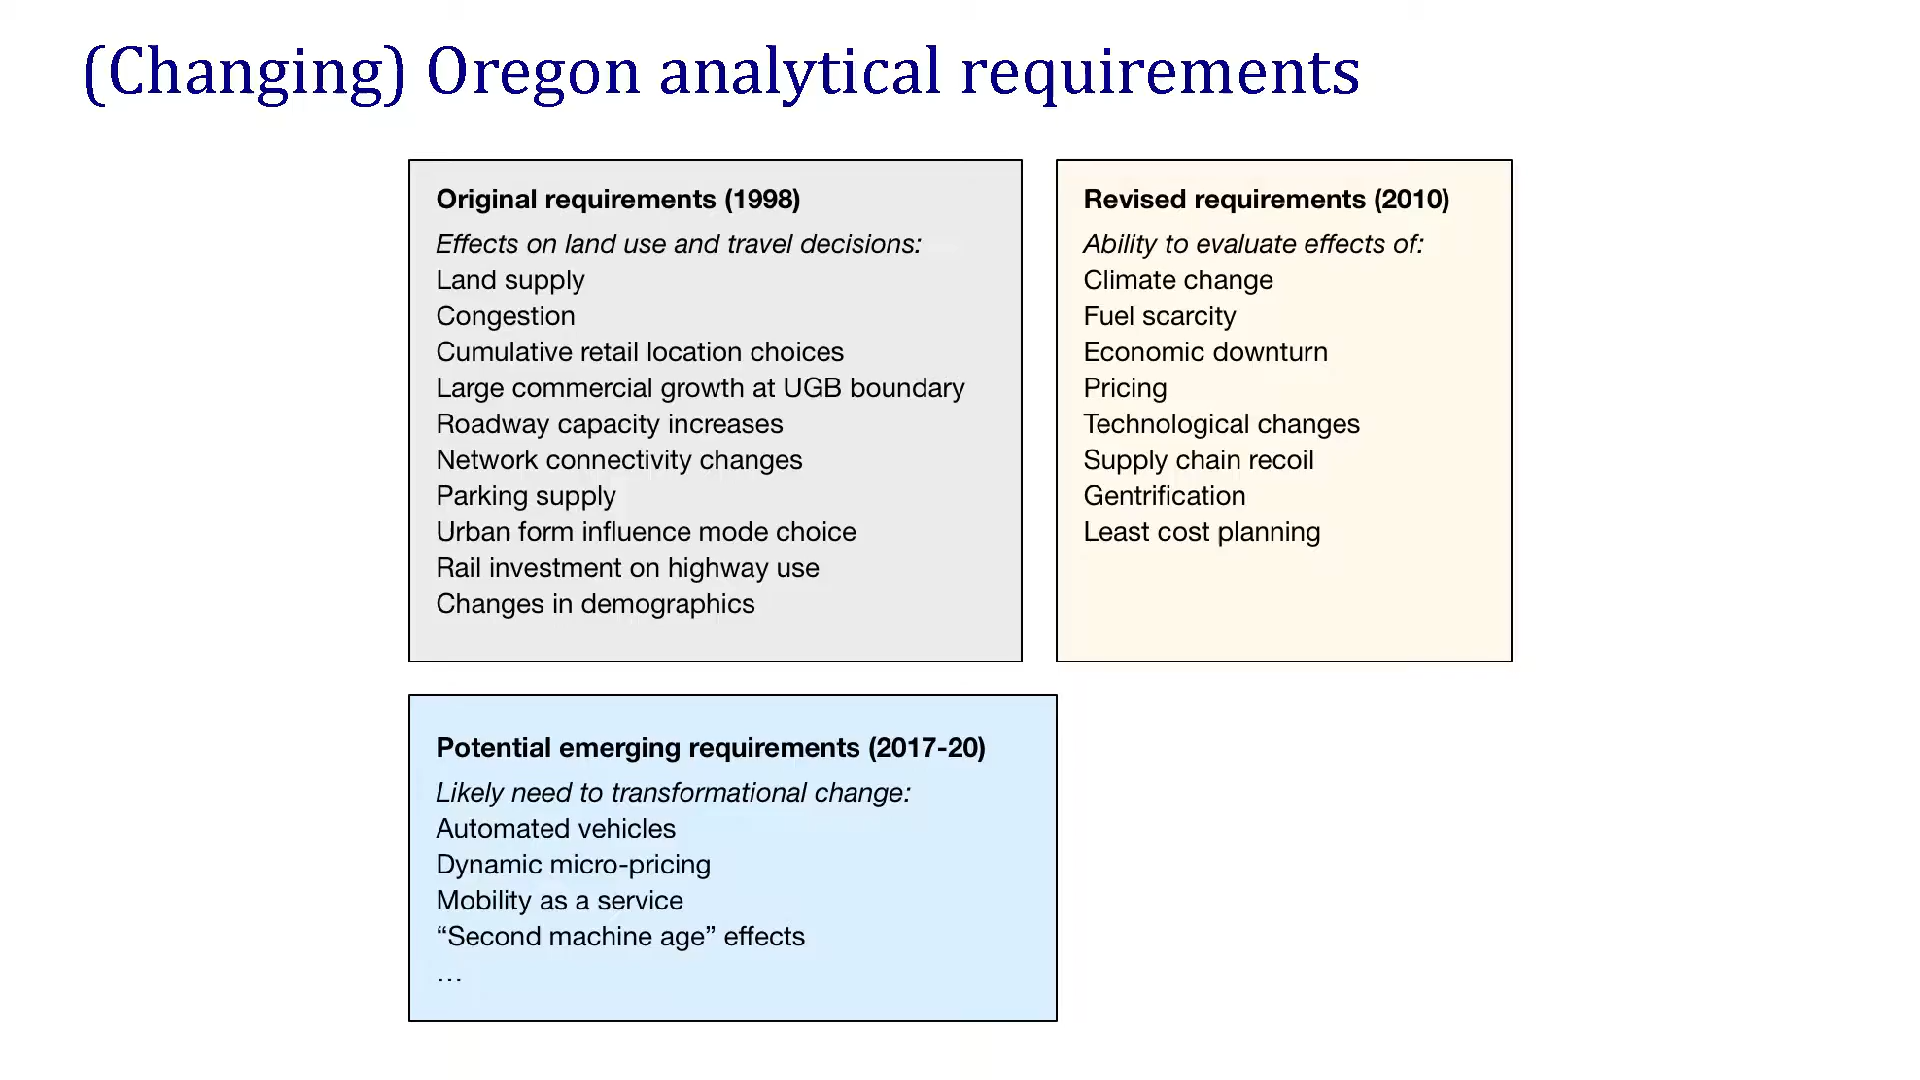 (Changing) Oregon analytical requirements
Original requirements (1998)
Effects on land use and travel decisions:
Land supply
Congestion
Cumulative retail location choices
Large commercial growth at UGB boundary
Roadway capacity increases
Network connectivity changes
Parking supply
Urban form influence mode choice
Rail investment on highway use
Changes in demographics
Revised requirements (2010)
Ability to evaluate effects of:
Climate change
Fuel scarcity
Economic downturn
Pricing
Technological changes
Supply chain recoil
Gentrification
Least cost planning
Potential emerging requirements (2017-20)
Likely need to transformational change:
Automated vehicles
Dynamic micro-pricing
Mobility as a service
“Second machine age” effects
…